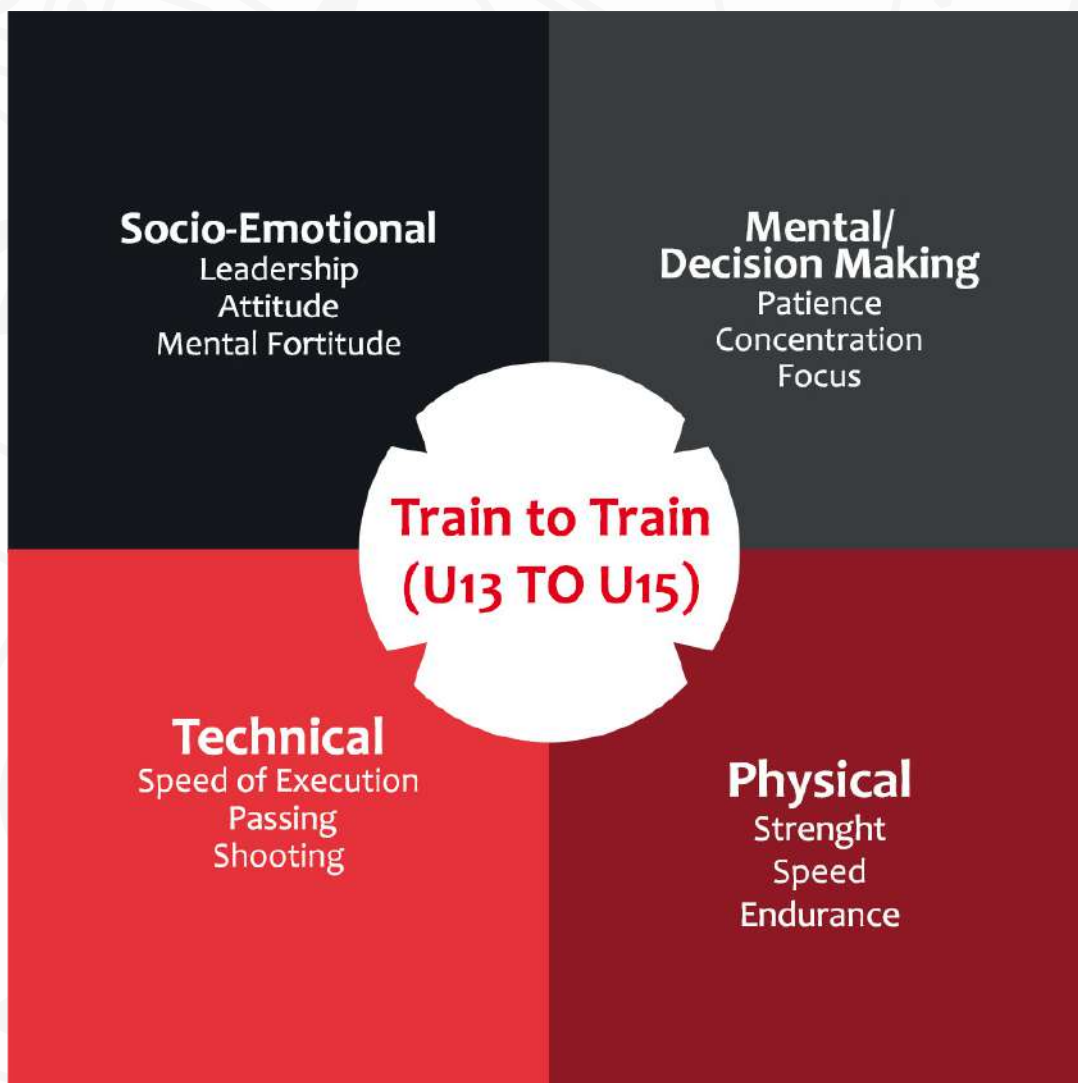 Socio-Emotional
Leadership
Attitude
Mental Fortitude
Mental/
Decision Making
Patience
Concentration
Focus
Train to Train
(U13 TO U15)
Technical
Speed of Execution
Passing
Shooting
Physical
Strenght
Speed
Endurance